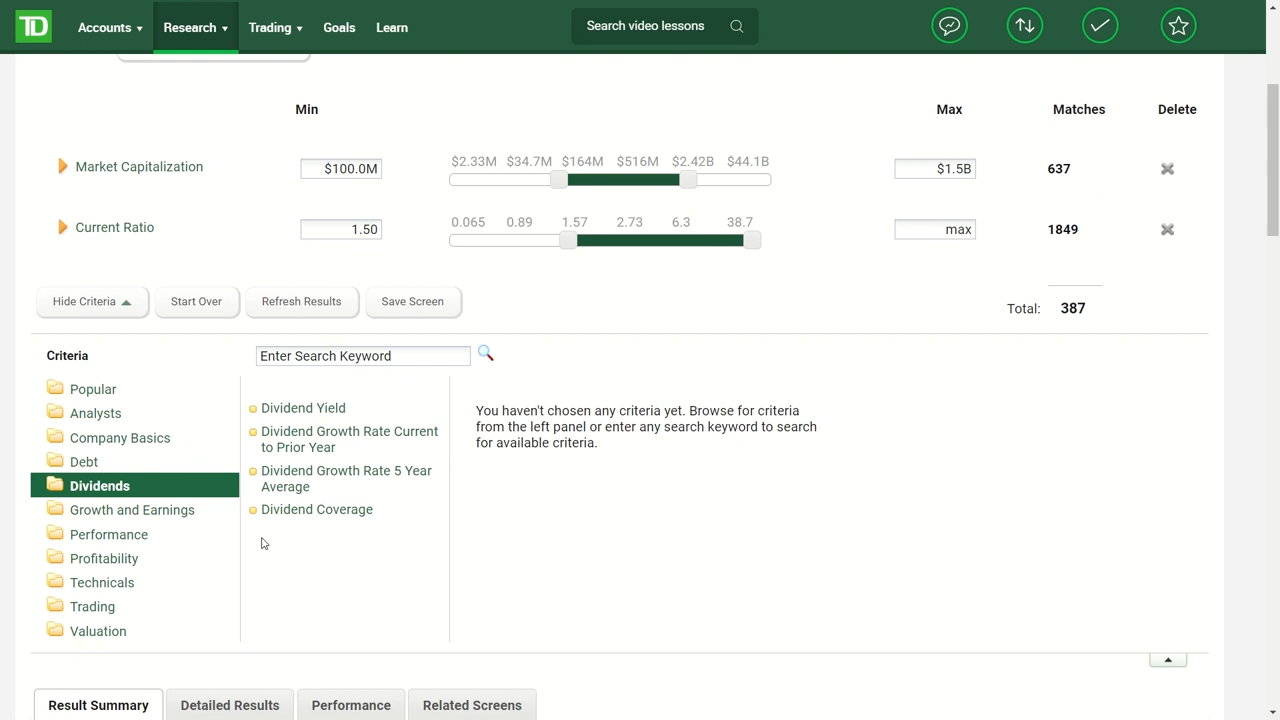 TD Accounts Research Trading Goals Learn Search video lessons
Min Max Matches Delete
Market Capitalization $100.0M $2.33M $34.7M $164M $516M $2.42B $44.1B $1.5B 637
Current Ratio 1.50 0.065 0.89 1.57 2.73 6.3 38.7 max 1849
Hide Criteria Start Over Refresh Results Save Screen Total: 387
Criteria Enter Search Keyword
Popular
Analysts
Company Basics
Debt
Dividends
Growth and Earnings
Performance
Profitability
Technicals
Trading
Valuation
Dividend Yield
Dividend Growth Rate Current
to Prior Year
Dividend Growth Rate 5 Year
Average
Dividend Coverage
You haven't chosen any criteria yet. Browse for criteria
from the left panel or enter any search keyword to search
for available criteria.
Result Summary Detailed Results Performance Related Screens